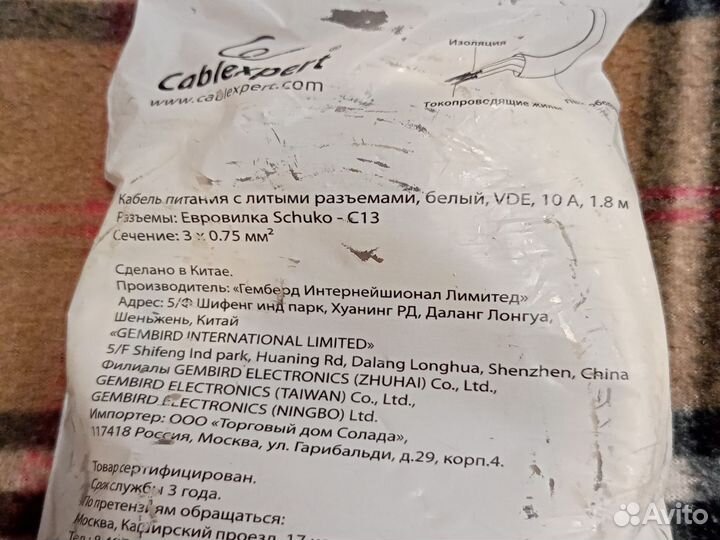 Cablexpert
www.cablexpert.com
Изоляция
Токопроводящие жилы
Кабель питания с литыми разъемами, белый, VDE, 10 А, 1.8 м
Разъемы: Евровилка Schuko - C13
Сечение: 3 x 0.75 мм²
Сделано в Китае.
Производитель: «Гемберд Интернейшионал Лимитед»
Адрес: 5/Ф Шифенг инд парк, Хуанинг РД, Даланг Лонгуа,
Шеньжень, Китай
«GEMBIRD INTERNATIONAL LIMITED»
5/F Shifeng Ind park, Huaning Rd, Dalang Longhua, Shenzhen, China
Филиалы GEMBIRD ELECTRONICS (ZHUHAI) Co., Ltd.,
GEMBIRD ELECTRONICS (TAIWAN) Co., Ltd.,
GEMBIRD ELECTRONICS (NINGBO) Ltd.
Импортер: ООО «Торговый дом Солада»,
117418 Россия, Москва, ул. Гарибальди, д.29, корп.4.
Товар сертифицирован.
Срок службы 3 года.
По претензиям обращаться:
Москва, Каширский проезд, 17
Avito